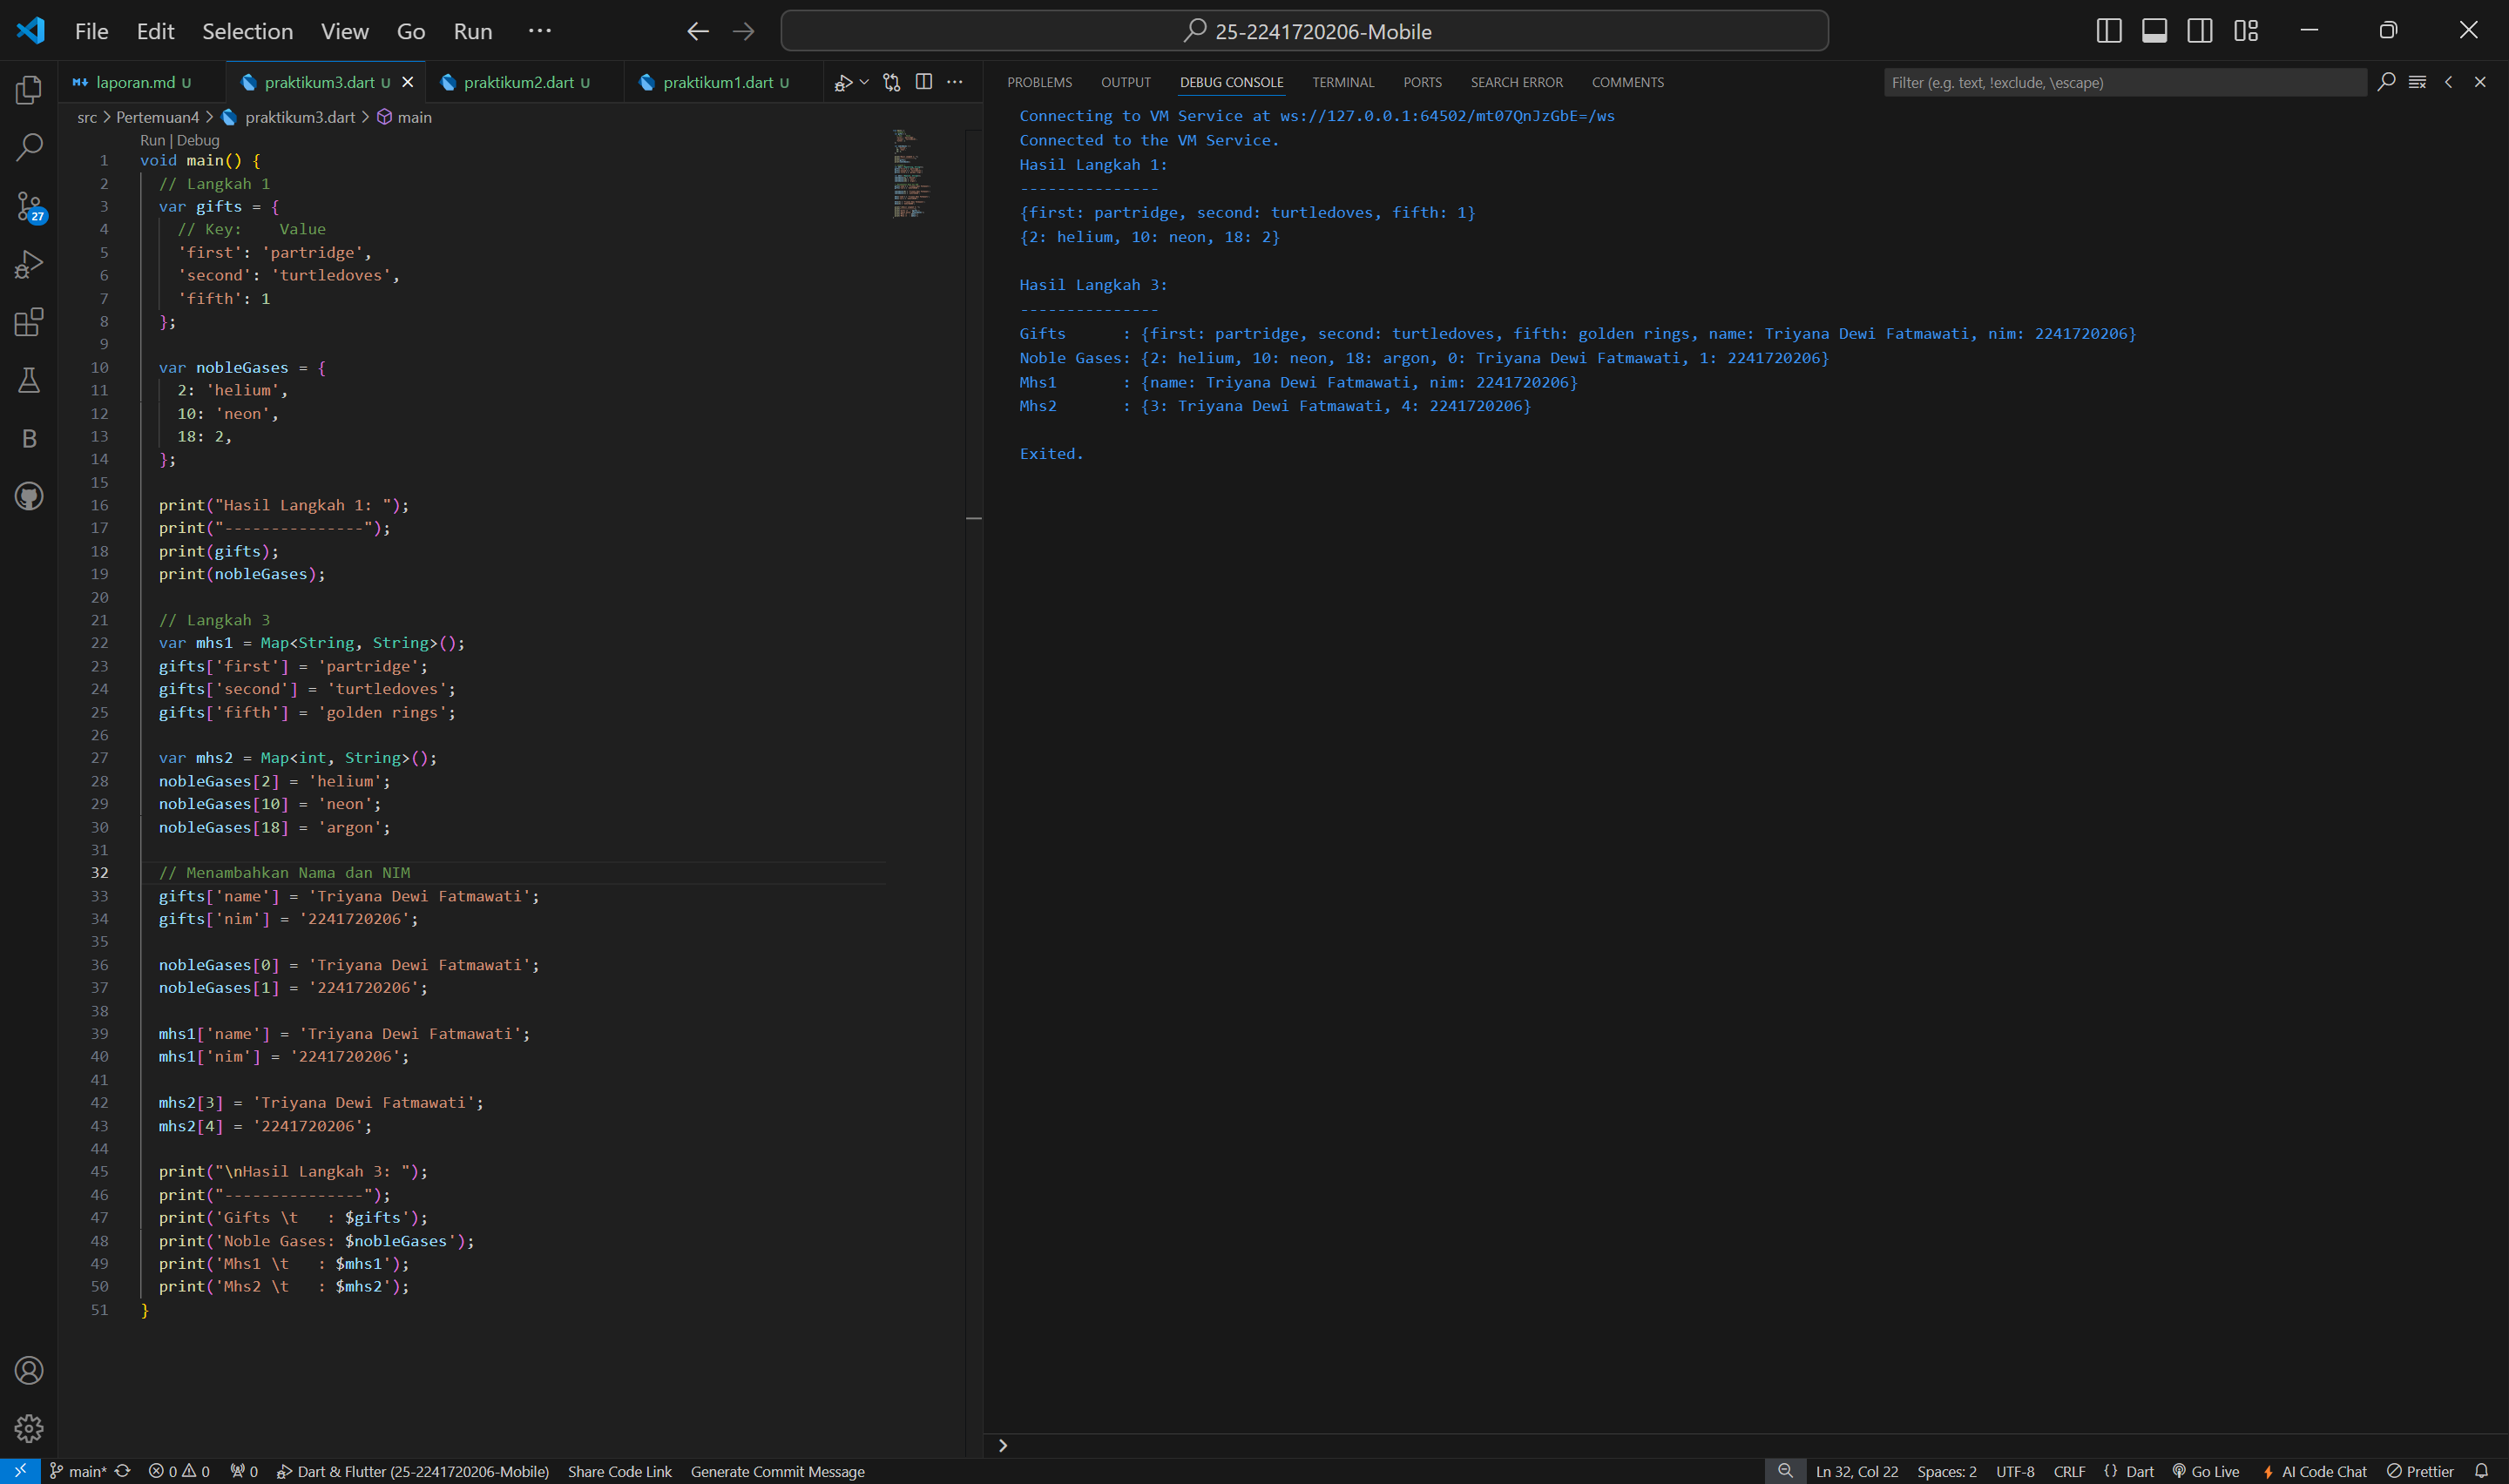 File Edit Selection View Go Run ··· 25-2241720206-Mobile
laporan.md U praktikum3.dart U praktikum2.dart U praktikum1.dart U
src > Pertemuan4 > praktikum3.dart > main
Run | Debug
1 void main() {
2 // Langkah 1
3 var gifts = {
4 // Key:    Value
5 'first': 'partridge',
6 'second': 'turtledoves',
7 'fifth': 1
8 };
9
10 var nobleGases = {
11 2: 'helium',
12 10: 'neon',
13 18: 2,
14 };
15
16 print("Hasil Langkah 1: ");
17 print("---------------");
18 print(gifts);
19 print(nobleGases);
20
21 // Langkah 3
22 var mhs1 = Map<String, String>();
23 gifts['first'] = 'partridge';
24 gifts['second'] = 'turtledoves';
25 gifts['fifth'] = 'golden rings';
26
27 var mhs2 = Map<int, String>();
28 nobleGases[2] = 'helium';
29 nobleGases[10] = 'neon';
30 nobleGases[18] = 'argon';
31
32 // Menambahkan Nama dan NIM
33 gifts['name'] = 'Triyana Dewi Fatmawati';
34 gifts['nim'] = '2241720206';
35
36 nobleGases[0] = 'Triyana Dewi Fatmawati';
37 nobleGases[1] = '2241720206';
38
39 mhs1['name'] = 'Triyana Dewi Fatmawati';
40 mhs1['nim'] = '2241720206';
41
42 mhs2[3] = 'Triyana Dewi Fatmawati';
43 mhs2[4] = '2241720206';
44
45 print("\nHasil Langkah 3: ");
46 print("---------------");
47 print('Gifts \t   : $gifts');
48 print('Noble Gases: $nobleGases');
49 print('Mhs1 \t   : $mhs1');
50 print('Mhs2 \t   : $mhs2');
51 }
27
B
PROBLEMS OUTPUT DEBUG CONSOLE TERMINAL PORTS SEARCH ERROR COMMENTS Filter (e.g. text, !exclude, \escape)
Connecting to VM Service at ws://127.0.0.1:64502/mt07QnJzGbE=/ws
Connected to the VM Service.
Hasil Langkah 1:
---------------
{first: partridge, second: turtledoves, fifth: 1}
{2: helium, 10: neon, 18: 2}
Hasil Langkah 3:
---------------
Gifts      : {first: partridge, second: turtledoves, fifth: golden rings, name: Triyana Dewi Fatmawati, nim: 2241720206}
Noble Gases: {2: helium, 10: neon, 18: argon, 0: Triyana Dewi Fatmawati, 1: 2241720206}
Mhs1       : {name: Triyana Dewi Fatmawati, nim: 2241720206}
Mhs2       : {3: Triyana Dewi Fatmawati, 4: 2241720206}
Exited.
main* 0 0 0 Dart & Flutter (25-2241720206-Mobile) Share Code Link Generate Commit Message Ln 32, Col 22 Spaces: 2 UTF-8 CRLF {} Dart Go Live AI Code Chat Prettier